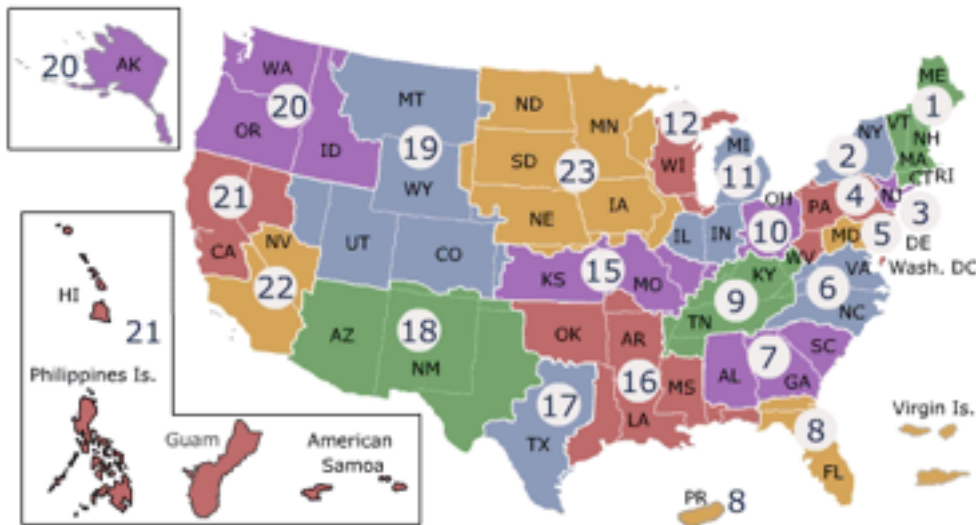 20 AK
WA
20
OR
ID
MT
19
WY
ND
MN
SD
23
NE
IA
12
WI
MI
11
ME
1
VT
NH
NY
2
MA
CT RI
4
PA
NJ
3
OH
10
5
MD
DE
WV
Wash. DC
21
CA
NV
22
UT
CO
IL
IN
KS
15
MO
KY
9
TN
VA
6
NC
HI
21
AZ
18
NM
OK
AR
16
MS
LA
7
SC
AL
GA
17
TX
8
FL
Philippines Is.
Guam
American
Samoa
Virgin Is.
PR
8